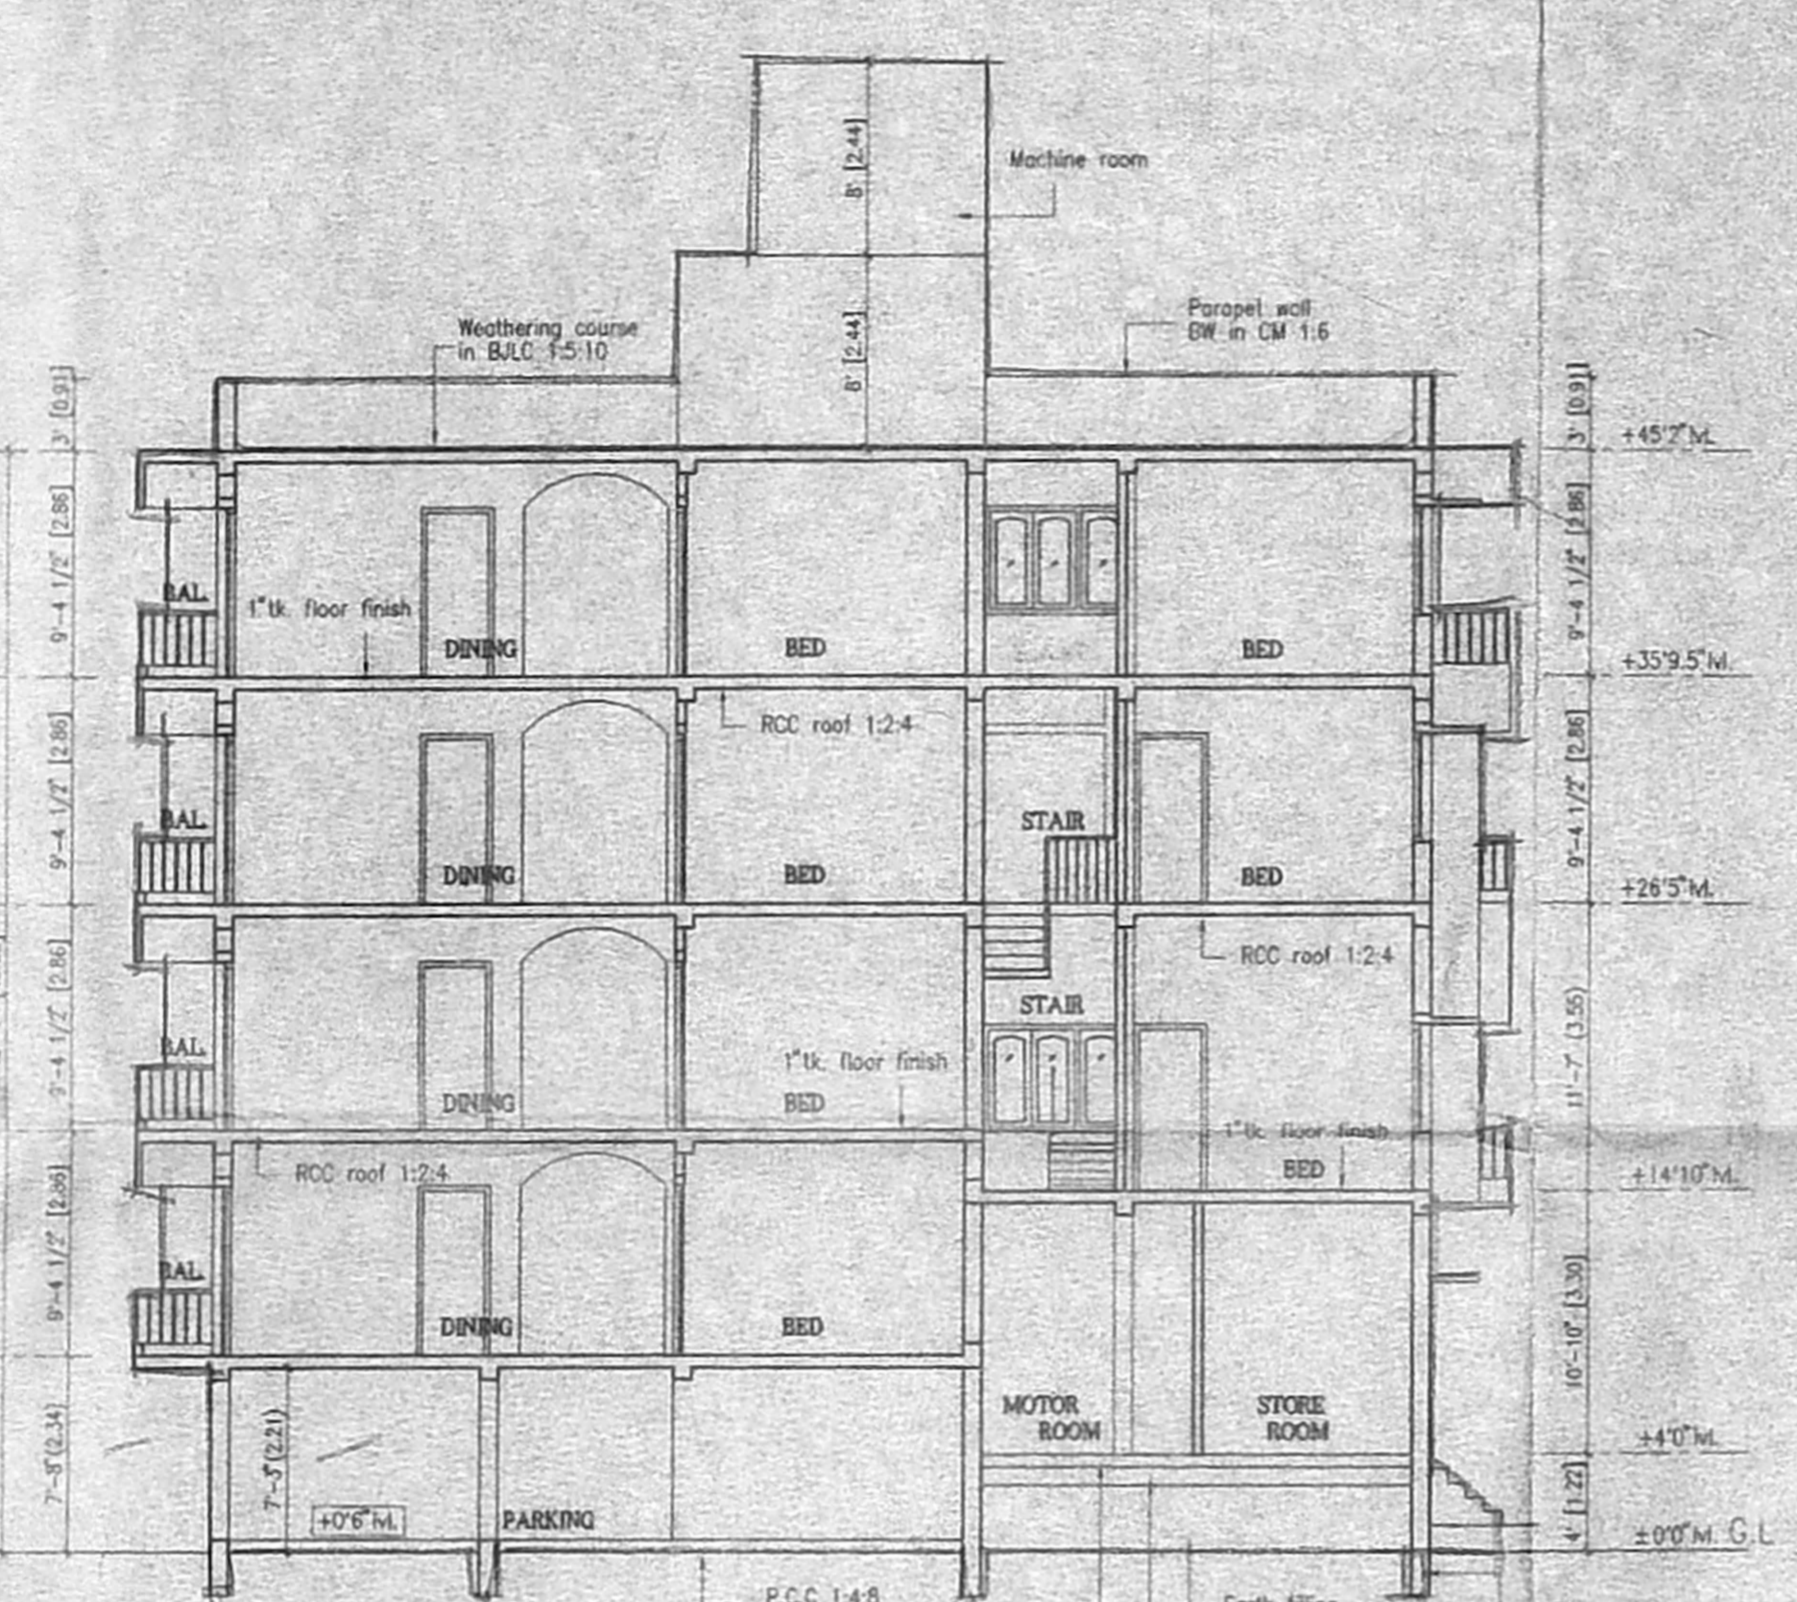 8' [2.44]
Machine room
8' [2.44]
Weathering course
in BJLC 1:5:10
Parapet wall
BW in CM 1:6
3' [0.91]
3' [0.91]
+45'2" lvl.
9'-4 1/2" [2.86]
9'-4 1/2" [2.86]
BAL
1"tk. floor finish
DINING
BED
BED
+35'9.5" lvl.
RCC roof 1:2:4
9'-4 1/2" [2.86]
9'-4 1/2" [2.86]
BAL
STAIR
DINING
BED
BED
+26'5" lvl.
RCC roof 1:2:4
9'-4 1/2" [2.86]
STAIR
11'-7" (3.55)
BAL
1"tk. floor finish
DINING
BED
1"tk. floor finish
BED
+14'10" lvl.
RCC roof 1:2:4
9'-4 1/2" [2.86]
BAL
10'-10" [3.30]
DINING
BED
MOTOR
ROOM
STORE
ROOM
+4'0" lvl.
7'-8"(2.34)
7'-3"(2.21)
+0'6" lvl.
PARKING
4' [1.22]
±0'0" lvl. G.L
P.C.C 1:4:8